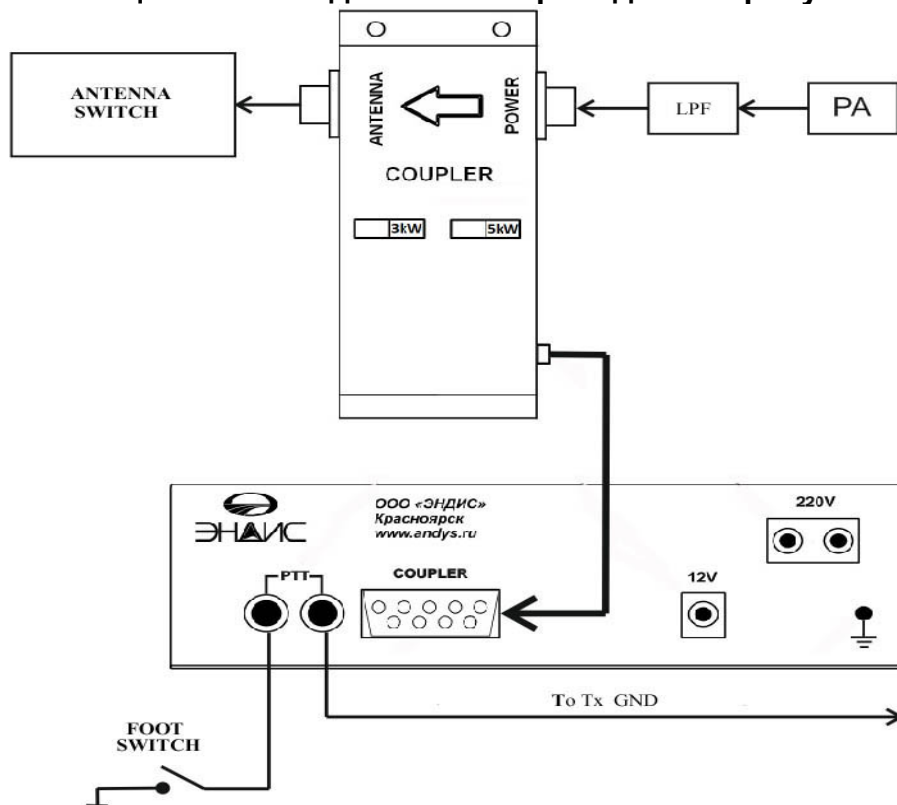 ANTENNA
SWITCH
ANTENNA
POWER
LPF
PA
COUPLER
3kW
5kW
ЭНДИС
ООО «ЭНДИС»
Красноярск
www.andys.ru
220V
PTT
COUPLER
12V
To Tx GND
FOOT
SWITCH